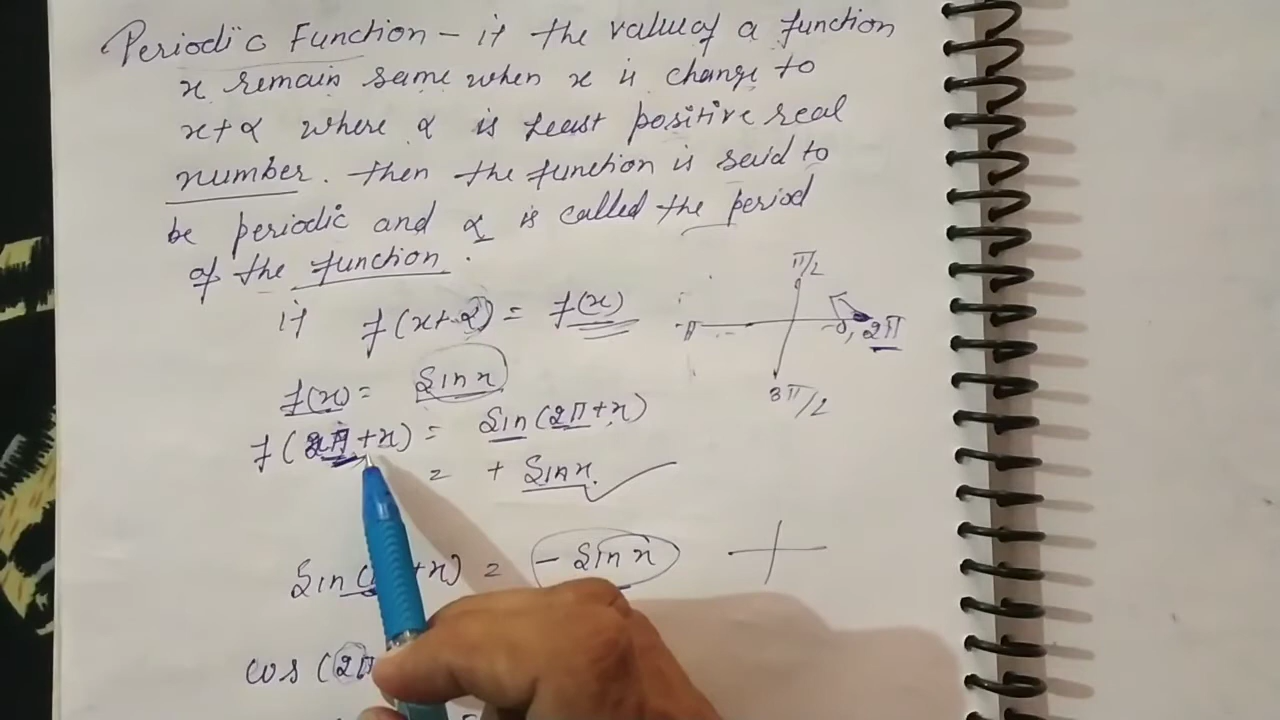 Periodic Function - if the value of a function
x remain same when x is change to
x+α where α is least positive real
number. then the function is said to
be periodic and α is called the period
of the function.
if f(x+α) = f(x)
π/2
π
0, 2π
3π/2
f(x) = Sin x
f(2π+x) = Sin(2π+x)
= + Sin x.
Sin( +x) = - Sin x
cos (2π